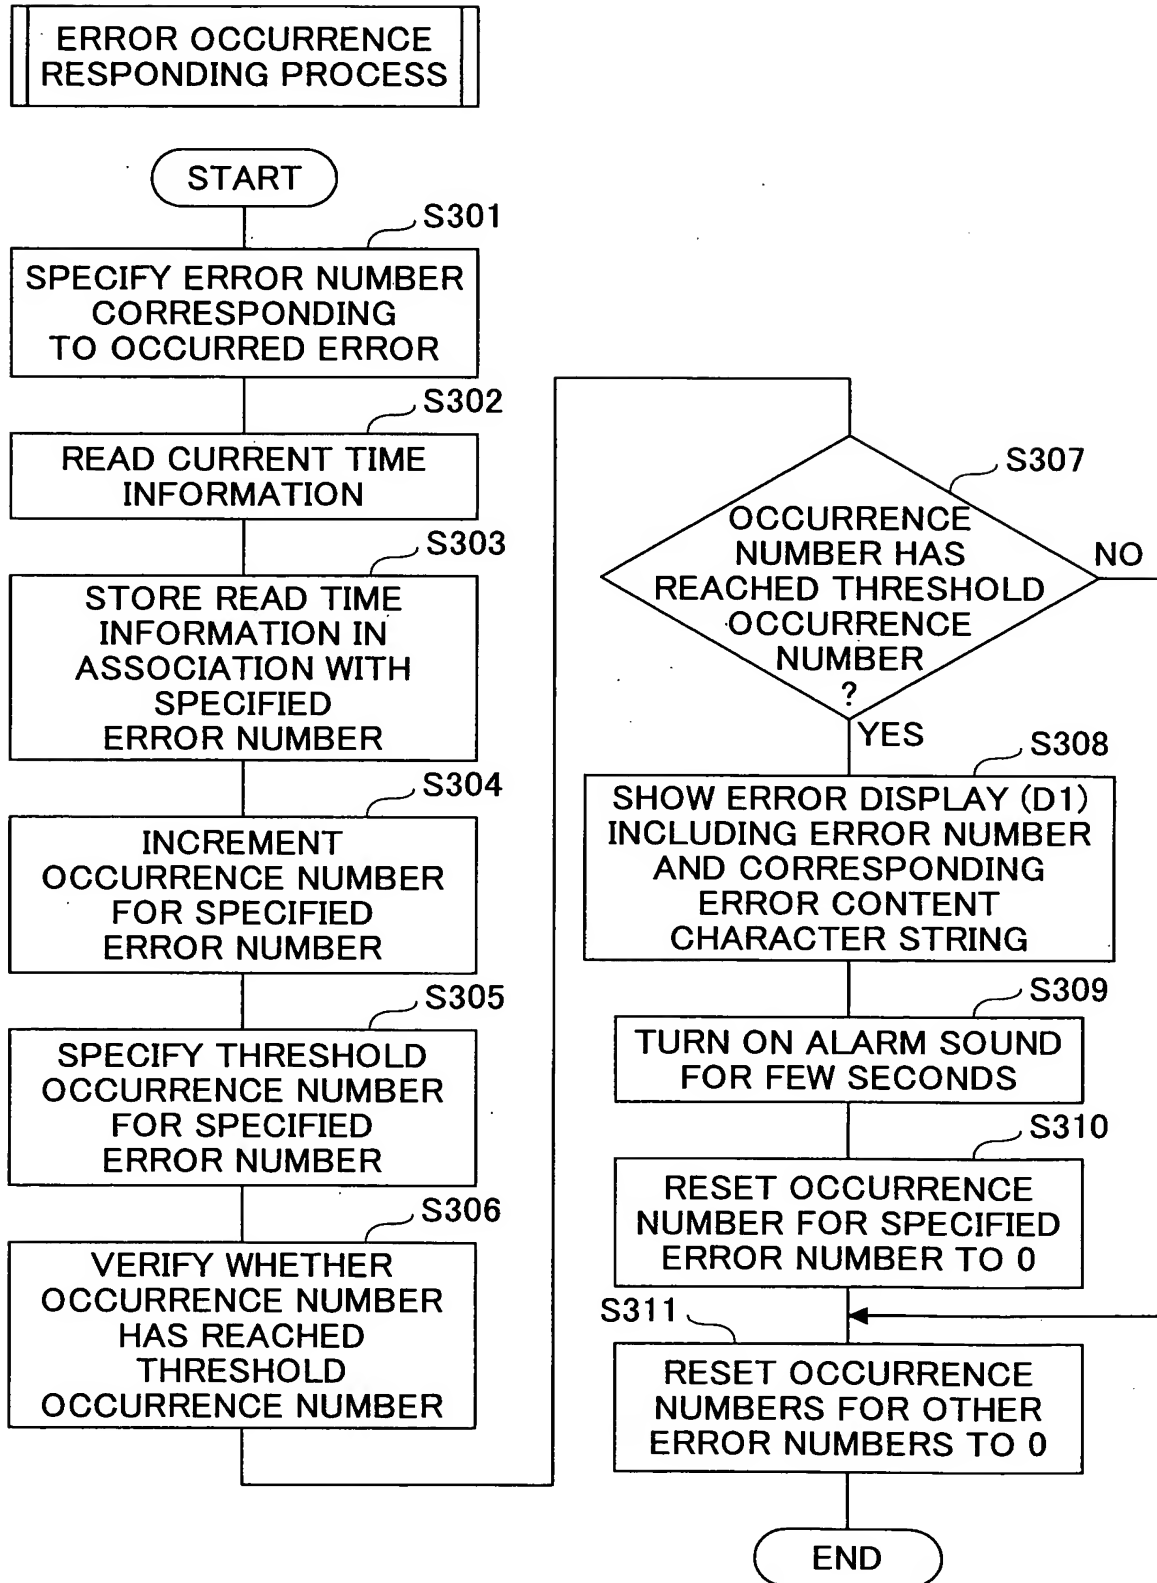 ERROR OCCURRENCE
RESPONDING PROCESS
START
S301
SPECIFY ERROR NUMBER
CORRESPONDING
TO OCCURRED ERROR
S302
READ CURRENT TIME
INFORMATION
S303
STORE READ TIME
INFORMATION IN
ASSOCIATION WITH
SPECIFIED
ERROR NUMBER
S304
INCREMENT
OCCURRENCE NUMBER
FOR SPECIFIED
ERROR NUMBER
S305
SPECIFY THRESHOLD
OCCURRENCE NUMBER
FOR SPECIFIED
ERROR NUMBER
S306
VERIFY WHETHER
OCCURRENCE NUMBER
HAS REACHED
THRESHOLD
OCCURRENCE NUMBER
S307
OCCURRENCE
NUMBER HAS
REACHED THRESHOLD
OCCURRENCE
NUMBER
?
NO
YES
S308
SHOW ERROR DISPLAY (D1)
INCLUDING ERROR NUMBER
AND CORRESPONDING
ERROR CONTENT
CHARACTER STRING
S309
TURN ON ALARM SOUND
FOR FEW SECONDS
S310
RESET OCCURRENCE
NUMBER FOR SPECIFIED
ERROR NUMBER TO 0
S311
RESET OCCURRENCE
NUMBERS FOR OTHER
ERROR NUMBERS TO 0
END